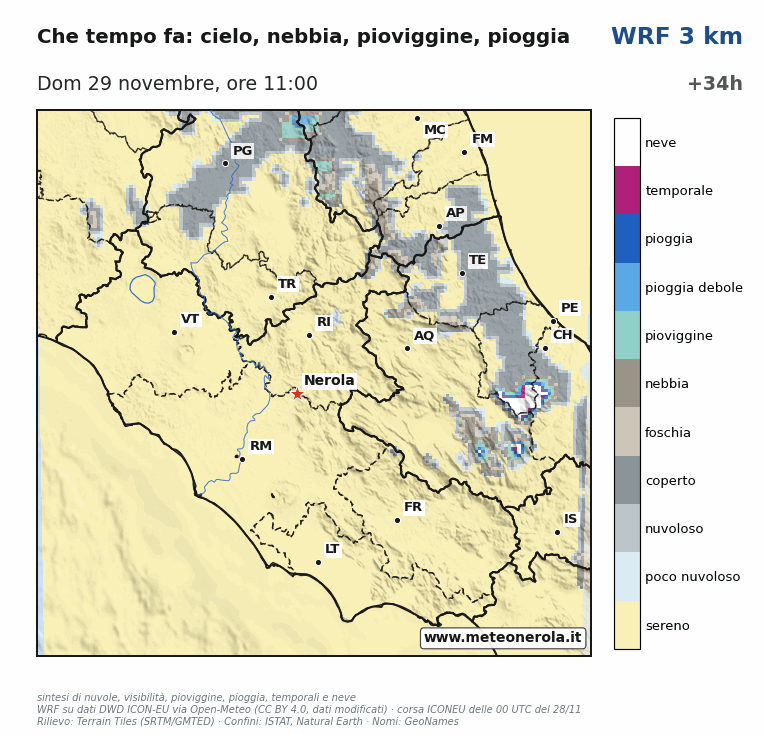 Che tempo fa: cielo, nebbia, pioviggine, pioggia
WRF 3 km
Dom 29 novembre, ore 11:00
+34h
MC
FM
PG
AP
TE
TR
PE
VT
RI
AQ
CH
Nerola
RM
FR
IS
LT
www.meteonerola.it
neve
temporale
pioggia
pioggia debole
pioviggine
nebbia
foschia
coperto
nuvoloso
poco nuvoloso
sereno
sintesi di nuvole, visibilità, pioviggine, pioggia, temporali e neve
WRF su dati DWD ICON-EU via Open-Meteo (CC BY 4.0, dati modificati) · corsa ICONEU delle 00 UTC del 28/11
Rilievo: Terrain Tiles (SRTM/GMTED) · Confini: ISTAT, Natural Earth · Nomi: GeoNames